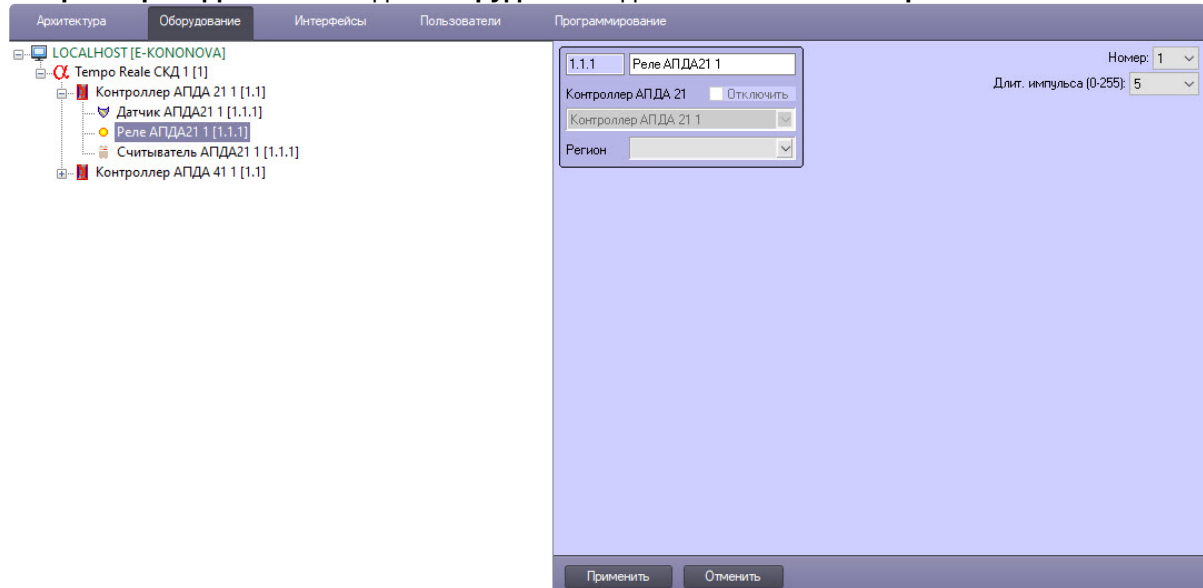 Архитектура Оборудование Интерфейсы Пользователи Программирование
LOCALHOST [E-KONONOVA]
Tempo Reale СКД 1 [1]
Контроллер АПДА 21 1 [1.1]
Датчик АПДА21 1 [1.1.1]
Реле АПДА21 1 [1.1.1]
Считыватель АПДА21 1 [1.1.1]
Контроллер АПДА 41 1 [1.1]
1.1.1 Реле АПДА21 1
Контроллер АПДА 21 Отключить
Контроллер АПДА 21 1
Регион
Номер: 1
Длит. импульса (0-255): 5
Применить Отменить